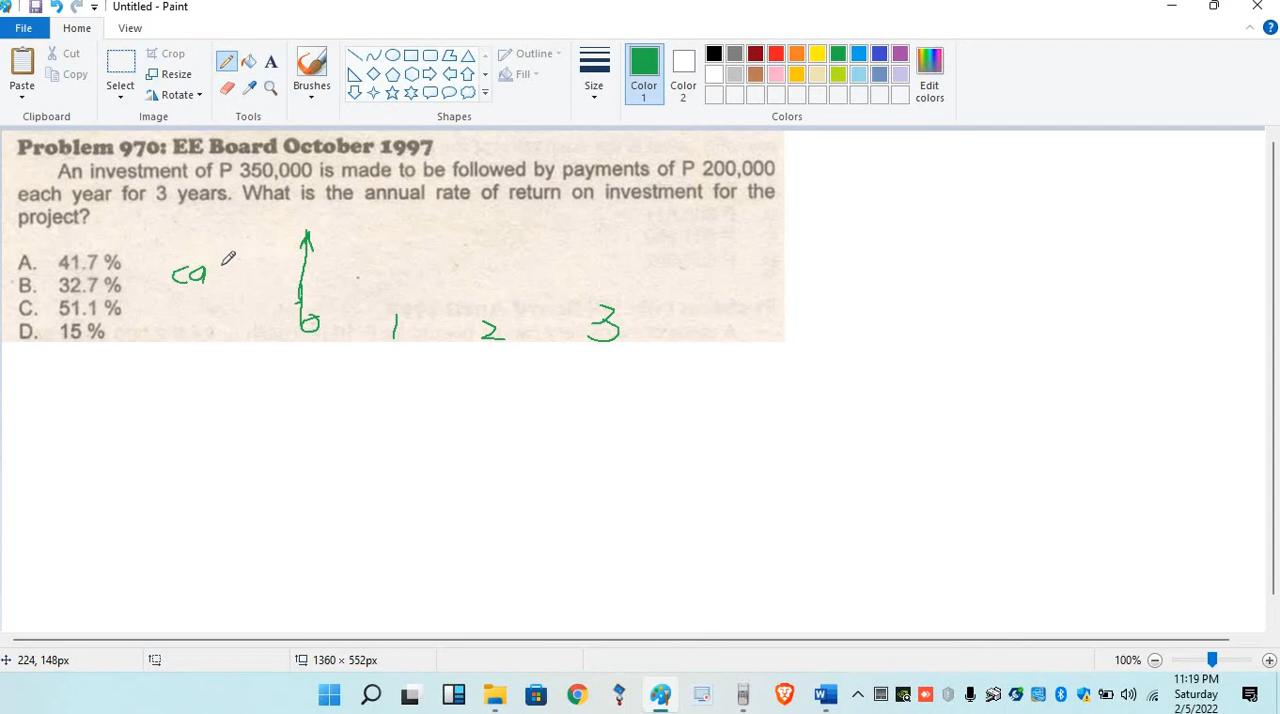 Untitled - Paint
File Home View
Paste
Cut
Copy
Clipboard
Select
Crop
Resize
Rotate
Image
A
Tools
Brushes
Outline
Fill
Shapes
Size
Color 1
Color 2
Edit colors
Colors
Problem 970: EE Board October 1997
An investment of P 350,000 is made to be followed by payments of P 200,000
each year for 3 years. What is the annual rate of return on investment for the
project?
A. 41.7 %
B. 32.7 %
C. 51.1 %
D. 15 %
ca
0 1 2 3
224, 148px
1360 × 552px
100%
11:19 PM
Saturday
2/5/2022